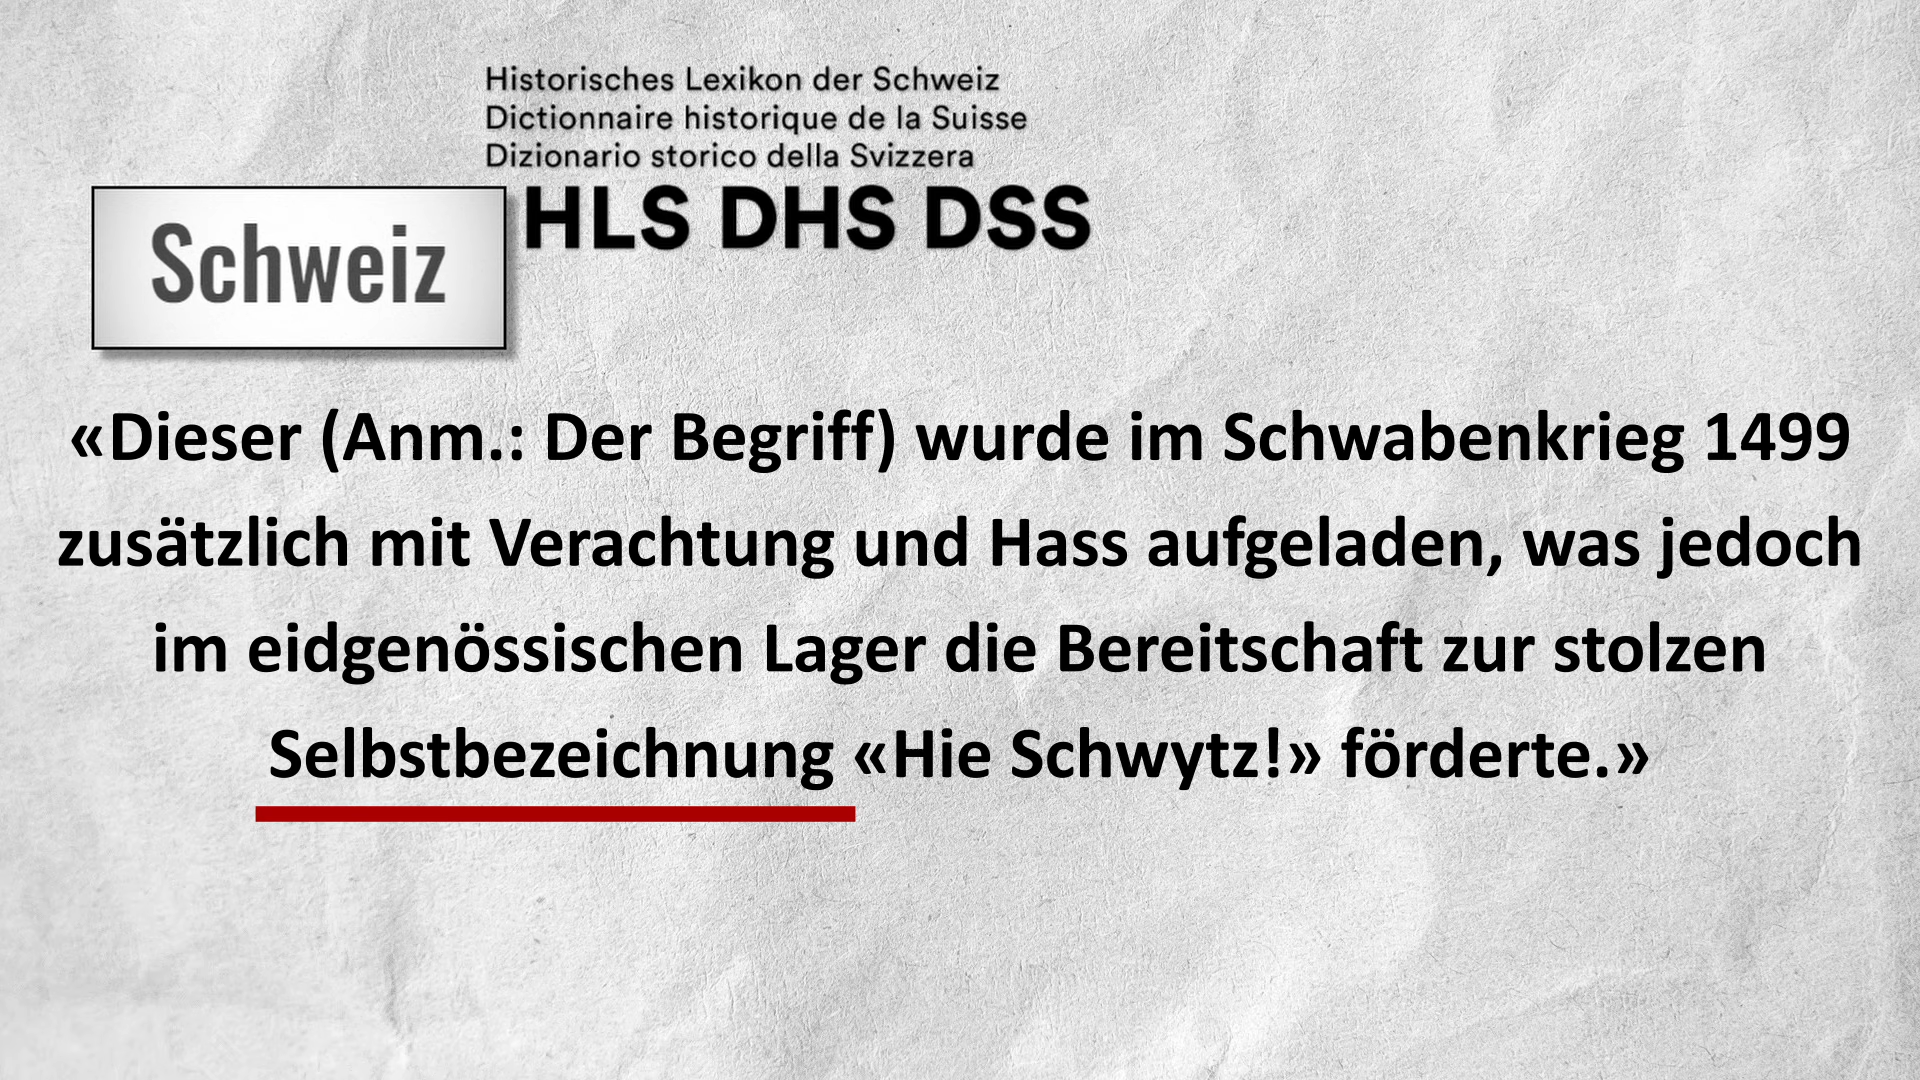 Historisches Lexikon der Schweiz
Dictionnaire historique de la Suisse
Dizionario storico della Svizzera
HLS DHS DSS
Schweiz
«Dieser (Anm.: Der Begriff) wurde im Schwabenkrieg 1499
zusätzlich mit Verachtung und Hass aufgeladen, was jedoch
im eidgenössischen Lager die Bereitschaft zur stolzen
Selbstbezeichnung «Hie Schwytz!» förderte.»